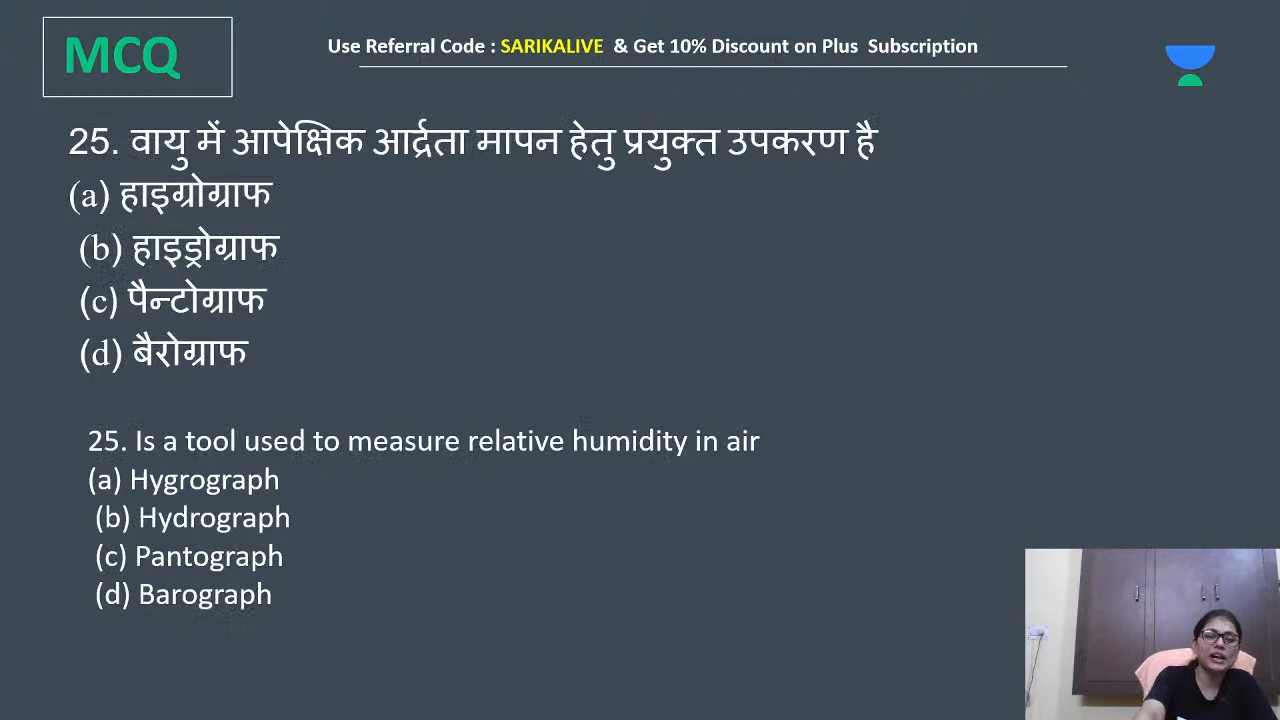 MCQ
Use Referral Code : SARIKALIVE & Get 10% Discount on Plus Subscription
25. वायु में आपेक्षिक आर्द्रता मापन हेतु प्रयुक्त उपकरण है
(a) हाइग्रोग्राफ
(b) हाइड्रोग्राफ
(c) पैन्टोग्राफ
(d) बैरोग्राफ
25. Is a tool used to measure relative humidity in air
(a) Hygrograph
(b) Hydrograph
(c) Pantograph
(d) Barograph